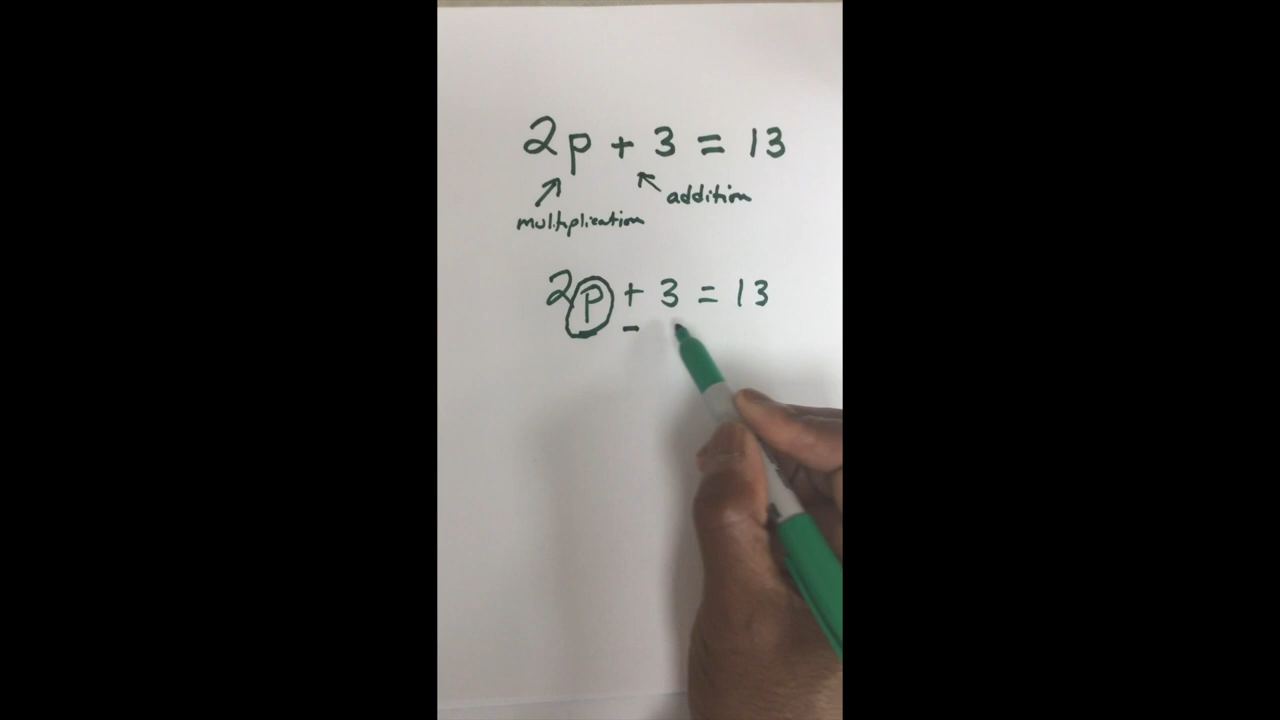 2p + 3 = 13
addition
multiplication
2p + 3 = 13
-